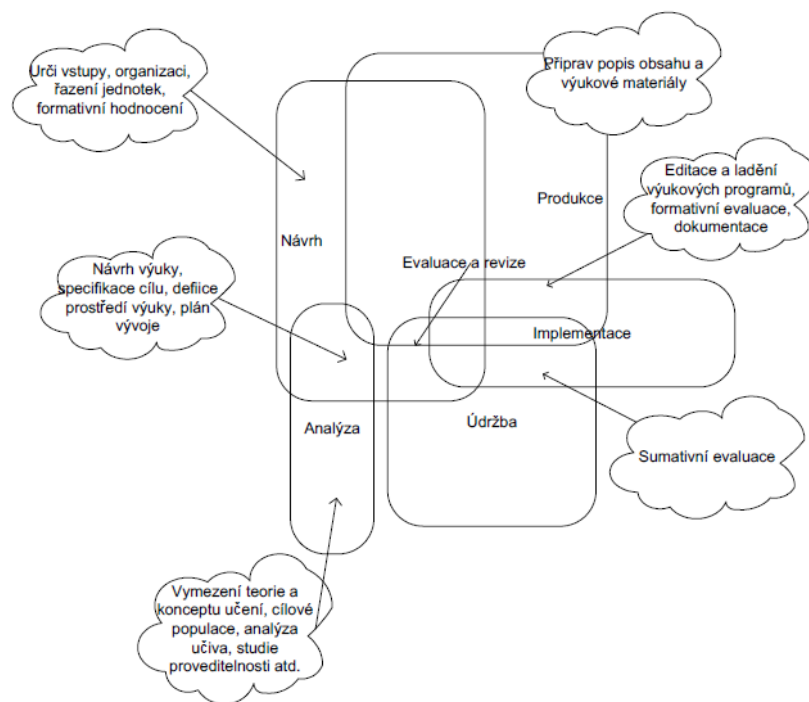 Urči vstupy, organizaci,
řazení jednotek,
formativní hodnocení
Připrav popis obsahu a
výukové materiály
Editace a ladění
výukových programů,
formativní evaluace,
dokumentace
Produkce
Návrh
Evaluace a revize
Návrh výuky,
specifikace cílu, defiice
prostředí výuky, plán
vývoje
Implementace
Analýza
Údržba
Sumativní evaluace
Vymezení teorie a
konceptu učení, cílové
populace, analýza
učiva, studie
proveditelnosti atd.